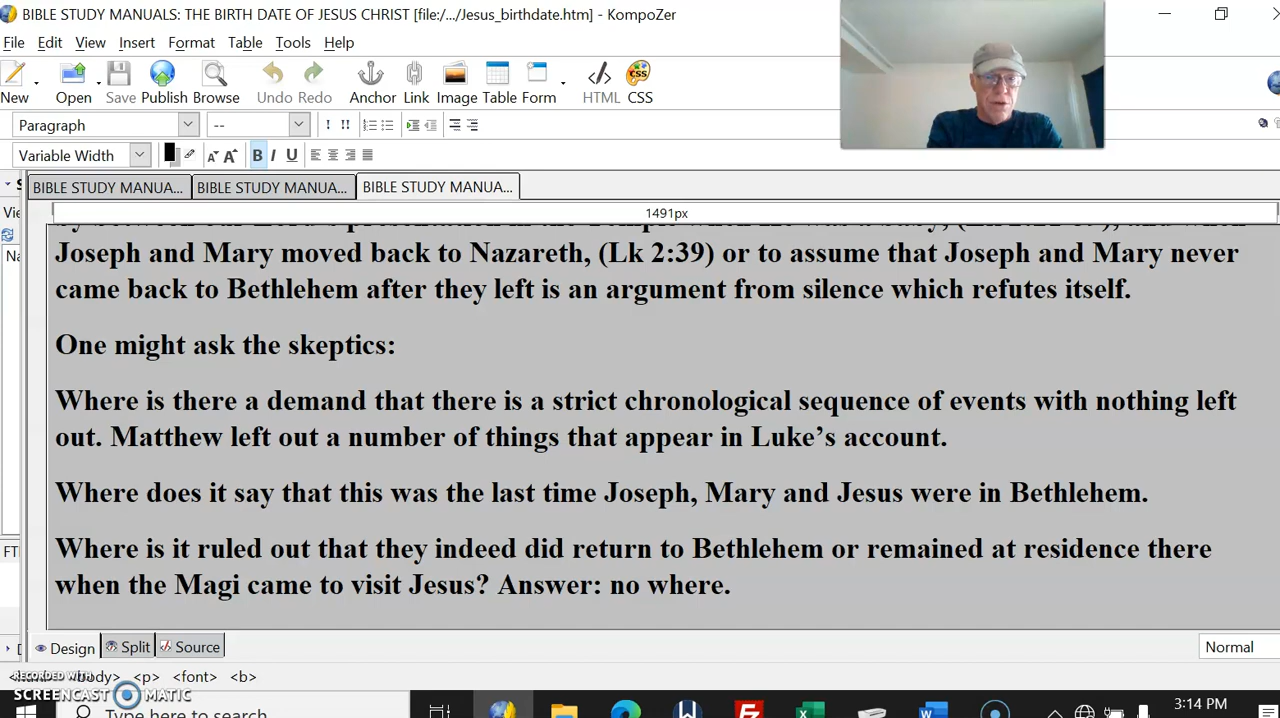 BIBLE STUDY MANUALS: THE BIRTH DATE OF JESUS CHRIST [file:/.../Jesus_birthdate.htm] - KompoZer
File Edit View Insert Format Table Tools Help
New Open Save Publish Browse Undo Redo Anchor Link Image Table Form HTML CSS
Paragraph --
Variable Width A A B I U
BIBLE STUDY MANUA... BIBLE STUDY MANUA... BIBLE STUDY MANUA...
1491px
Joseph and Mary moved back to Nazareth, (Lk 2:39) or to assume that Joseph and Mary never
came back to Bethlehem after they left is an argument from silence which refutes itself.
One might ask the skeptics:
Where is there a demand that there is a strict chronological sequence of events with nothing left
out. Matthew left out a number of things that appear in Luke’s account.
Where does it say that this was the last time Joseph, Mary and Jesus were in Bethlehem.
Where is it ruled out that they indeed did return to Bethlehem or remained at residence there
when the Magi came to visit Jesus? Answer: no where.
Design Split Source Normal
<body> <p> <font> <b>
RECORDED WITH
SCREENCAST MATIC
Type here to search
3:14 PM